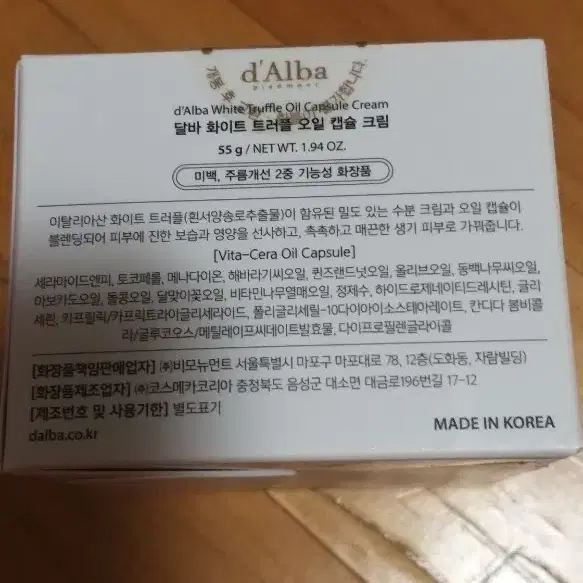 d'Alba
piedmont
개봉 후
d'Alba White Truffle Oil Capsule Cream
달바 화이트 트러플 오일 캡슐 크림
55 g / NET WT. 1.94 OZ.
미백, 주름개선 2중 기능성 화장품
이탈리아산 화이트 트러플(흰서양송로추출물)이 함유된 밀도 있는 수분 크림과 오일 캡슐이
블렌딩되어 피부에 진한 보습과 영양을 선사하고, 촉촉하고 매끈한 생기 피부로 가꿔줍니다.
[Vita-Cera Oil Capsule]
세라마이드엔피, 토코페롤, 메나다이온, 해바라기씨오일, 퀸즈랜드넛오일, 올리브오일, 동백나무씨오일,
아보카도오일, 돌콩오일, 달맞이꽃오일, 비타민나무열매오일, 정제수, 하이드로제네이티드레시틴, 글리
세린, 카프릴릭/카프릭트라이글리세라이드, 폴리글리세릴-10다이아이소스테아레이트, 칸디다 봄비콜
라/글루코오스/메틸레이프씨데이트발효물, 다이프로필렌글라이콜
[화장품책임판매업자] ㈜비모뉴먼트 서울특별시 마포구 마포대로 78, 12층(도화동, 자람빌딩)
[화장품제조업자] ㈜코스메카코리아 충청북도 음성군 대소면 대금로196번길 17-12
[제조번호 및 사용기한] 별도표기
dalba.co.kr
MADE IN KOREA